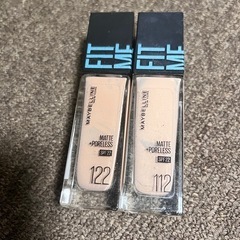 FIT
ME
MAYBELLINE
MATTE
+PORELESS
SPF 22
122
FIT
ME
MAYBELLINE
MATTE
+PORELESS
SPF 22
112